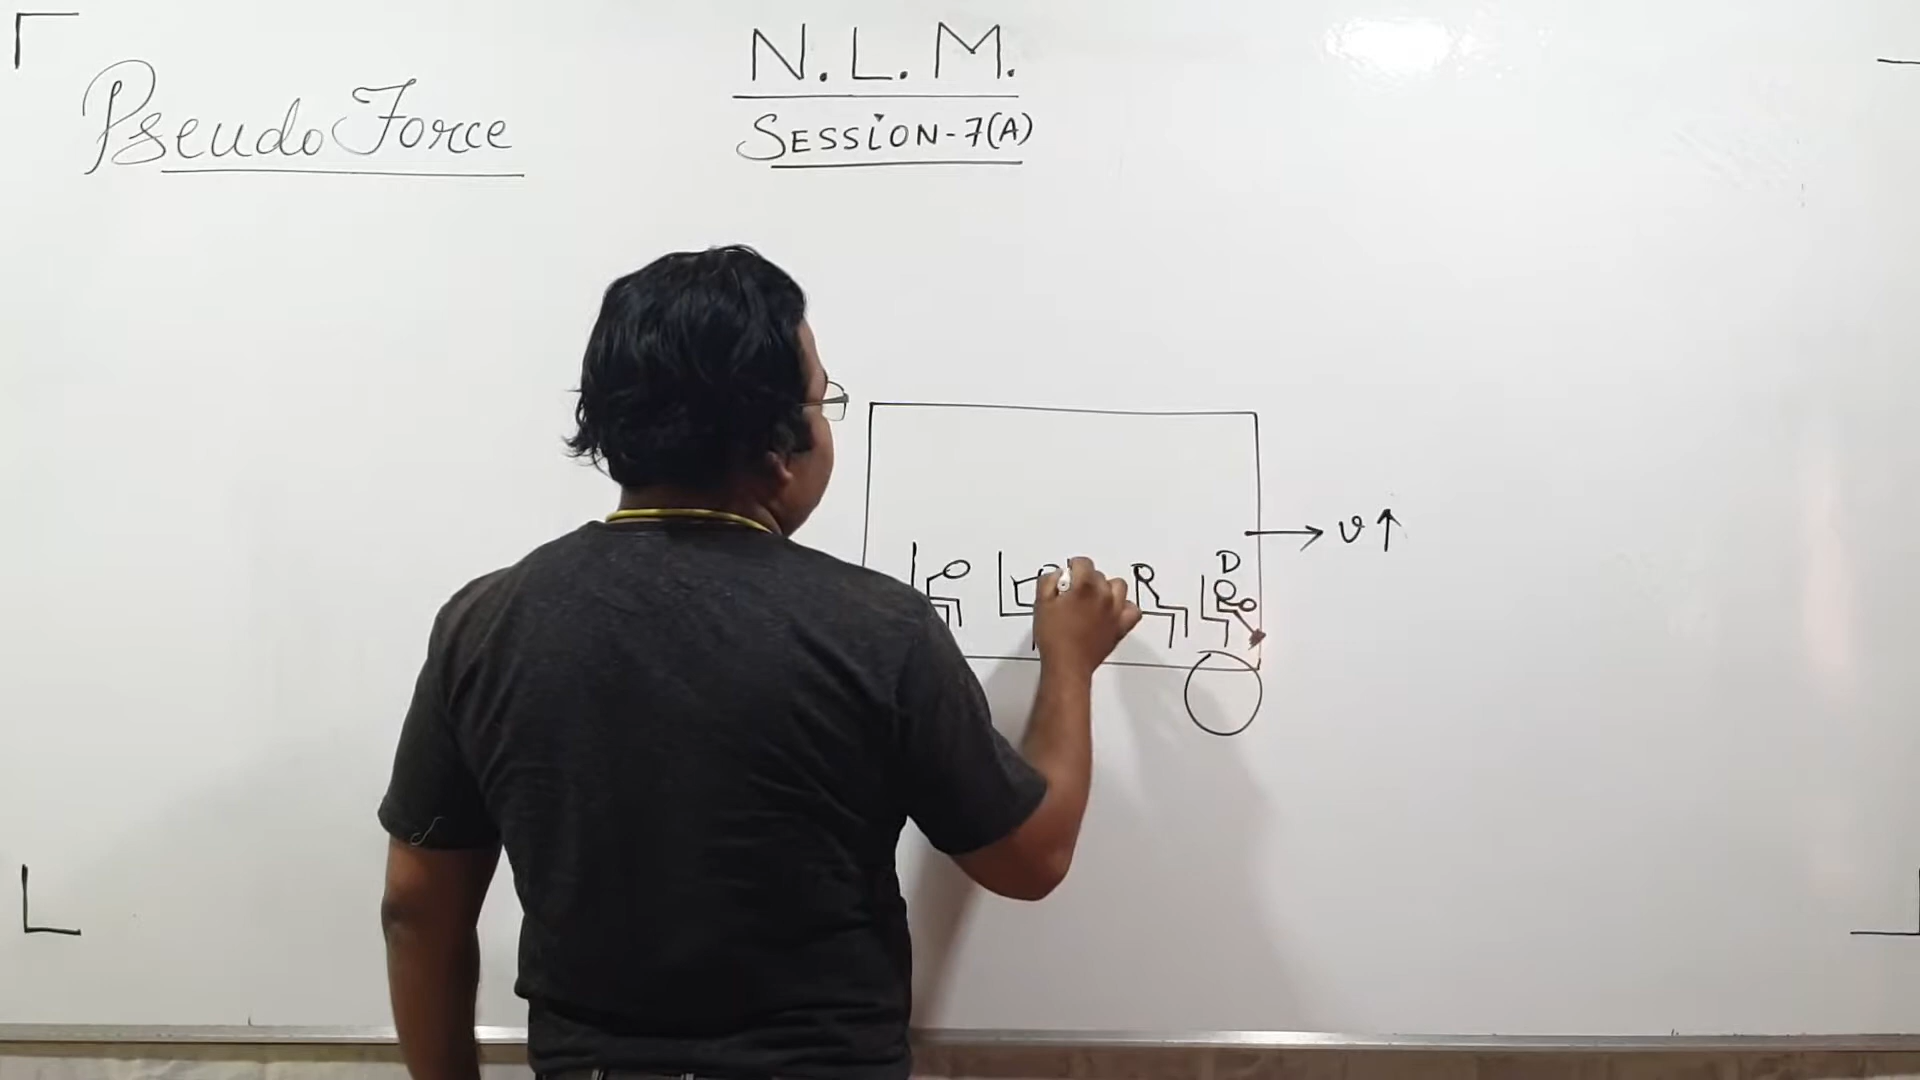 N.L.M.
SESSION-7(A)
Pseudo Force
v↑
D